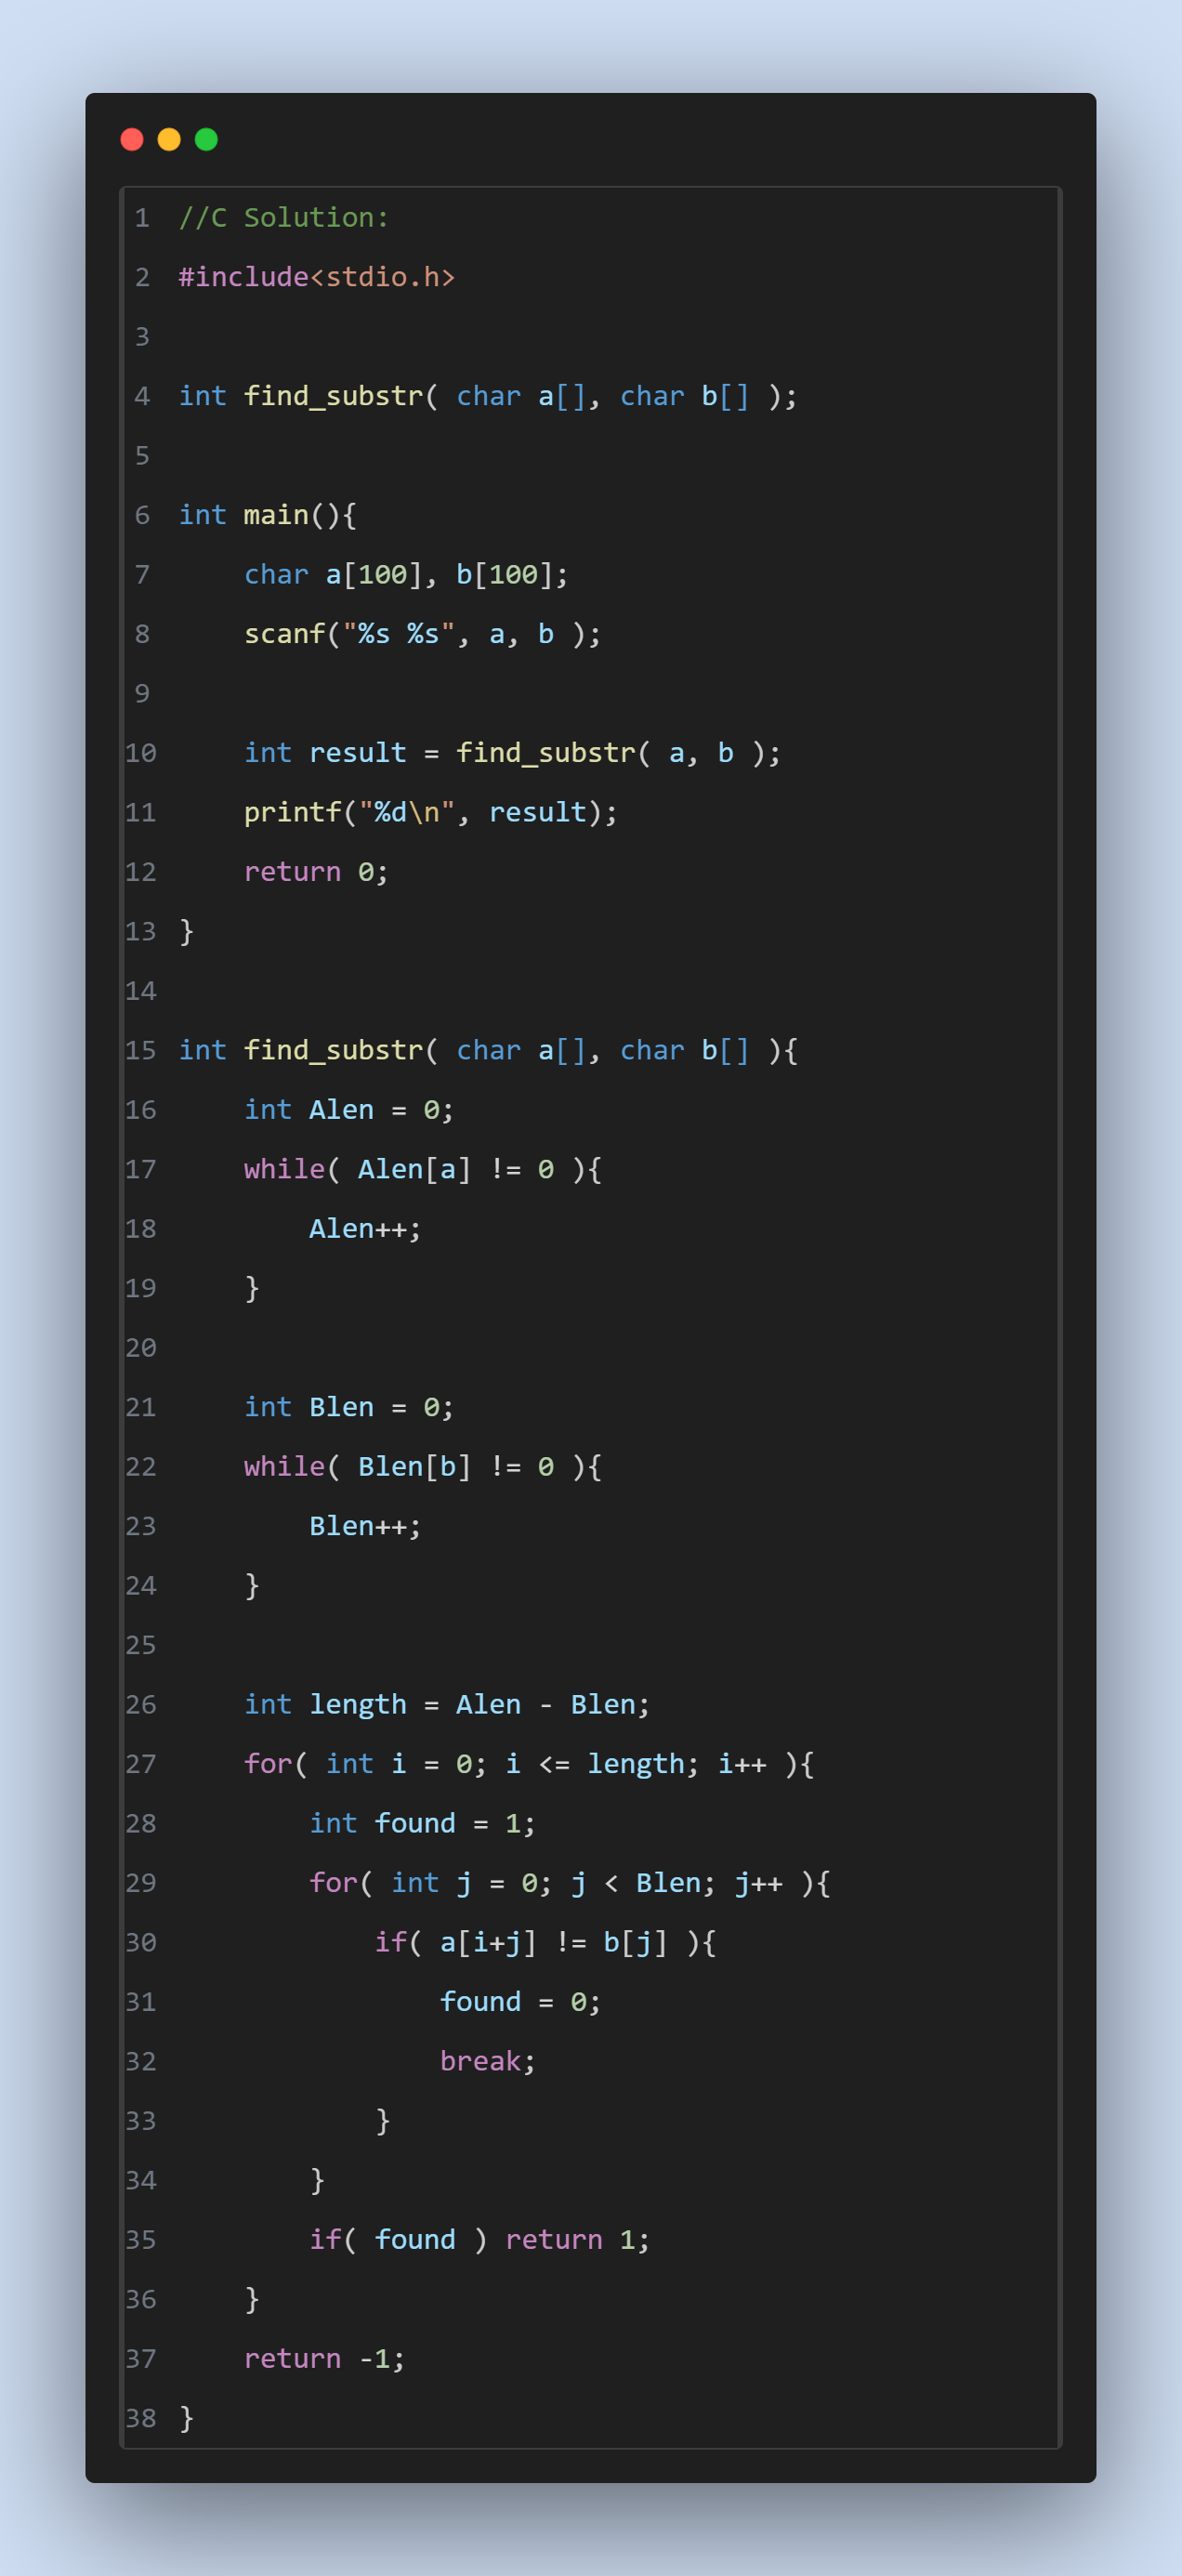 1 //C Solution:
2 #include<stdio.h>
3
4 int find_substr( char a[], char b[] );
5
6 int main(){
7     char a[100], b[100];
8     scanf("%s %s", a, b );
9
10     int result = find_substr( a, b );
11     printf("%d\n", result);
12     return 0;
13 }
14
15 int find_substr( char a[], char b[] ){
16     int Alen = 0;
17     while( Alen[a] != 0 ){
18         Alen++;
19     }
20
21     int Blen = 0;
22     while( Blen[b] != 0 ){
23         Blen++;
24     }
25
26     int length = Alen - Blen;
27     for( int i = 0; i <= length; i++ ){
28         int found = 1;
29         for( int j = 0; j < Blen; j++ ){
30             if( a[i+j] != b[j] ){
31                 found = 0;
32                 break;
33             }
34         }
35         if( found ) return 1;
36     }
37     return -1;
38 }